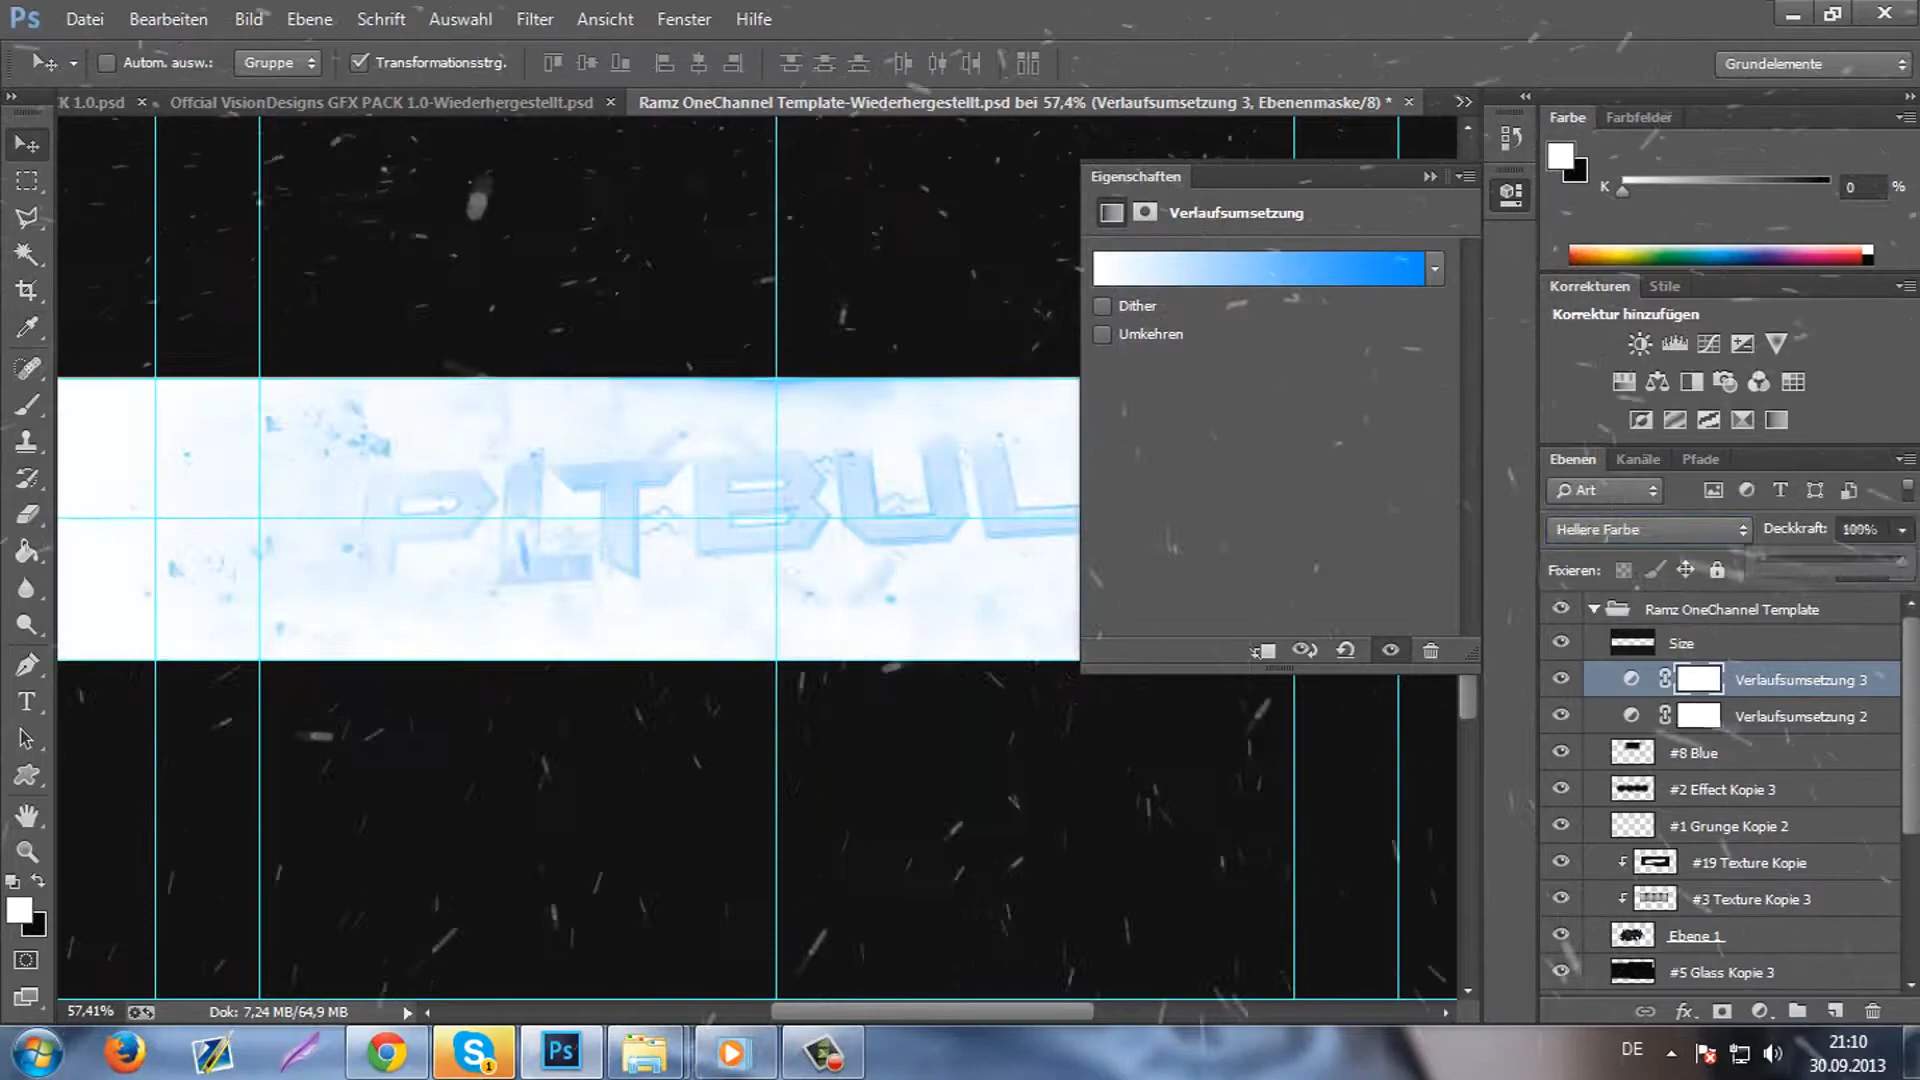 Ps Datei Bearbeiten Bild Ebene Schrift Auswahl Filter Ansicht Fenster Hilfe
Autom. ausw.: Gruppe Transformationsstrg. Grundelemente
K 1.0.psd × Offcial VisionDesigns GFX PACK 1.0-Wiederhergestellt.psd × Ramz OneChannel Template-Wiederhergestellt.psd bei 57,4% (Verlaufsumsetzung 3, Ebenenmaske/8) * ×
Farbe Farbfelder
K 0 %
Eigenschaften
Verlaufsumsetzung
Dither
Umkehren
Korrekturen Stile
Korrektur hinzufügen
PITBUL
Ebenen Kanäle Pfade
Art
Hellere Farbe Deckkraft: 100%
Fixieren:
Ramz OneChannel Template
Size
Verlaufsumsetzung 3
Verlaufsumsetzung 2
#8 Blue
#2 Effect Kopie 3
#1 Grunge Kopie 2
#19 Texture Kopie
#3 Texture Kopie 3
Ebene 1
#5 Glass Kopie 3
fx
57,41% Dok: 7,24 MB/64,9 MB
S 1 Ps
DE 21:10
30.09.2013